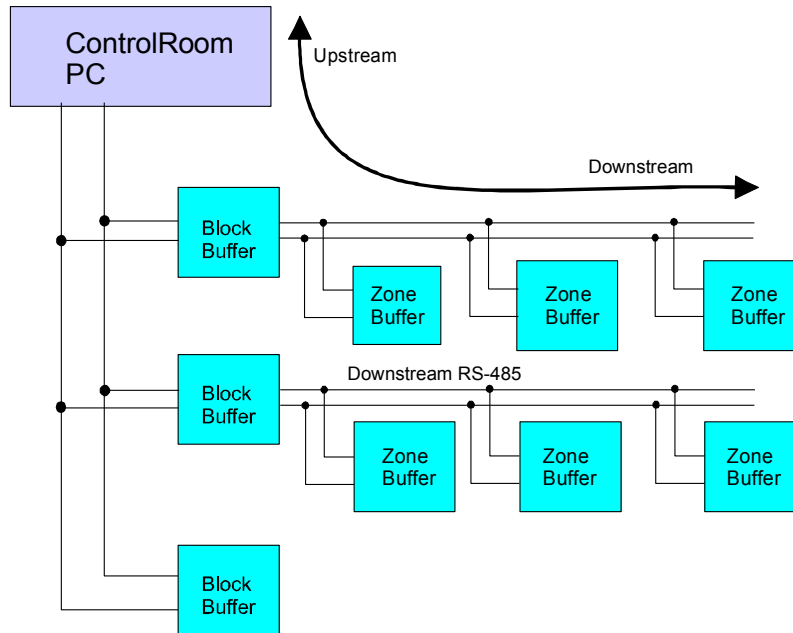 ControlRoom
PC
Upstream
Downstream
Block
Buffer
Zone
Buffer
Zone
Buffer
Zone
Buffer
Block
Buffer
Downstream RS-485
Zone
Buffer
Zone
Buffer
Zone
Buffer
Block
Buffer